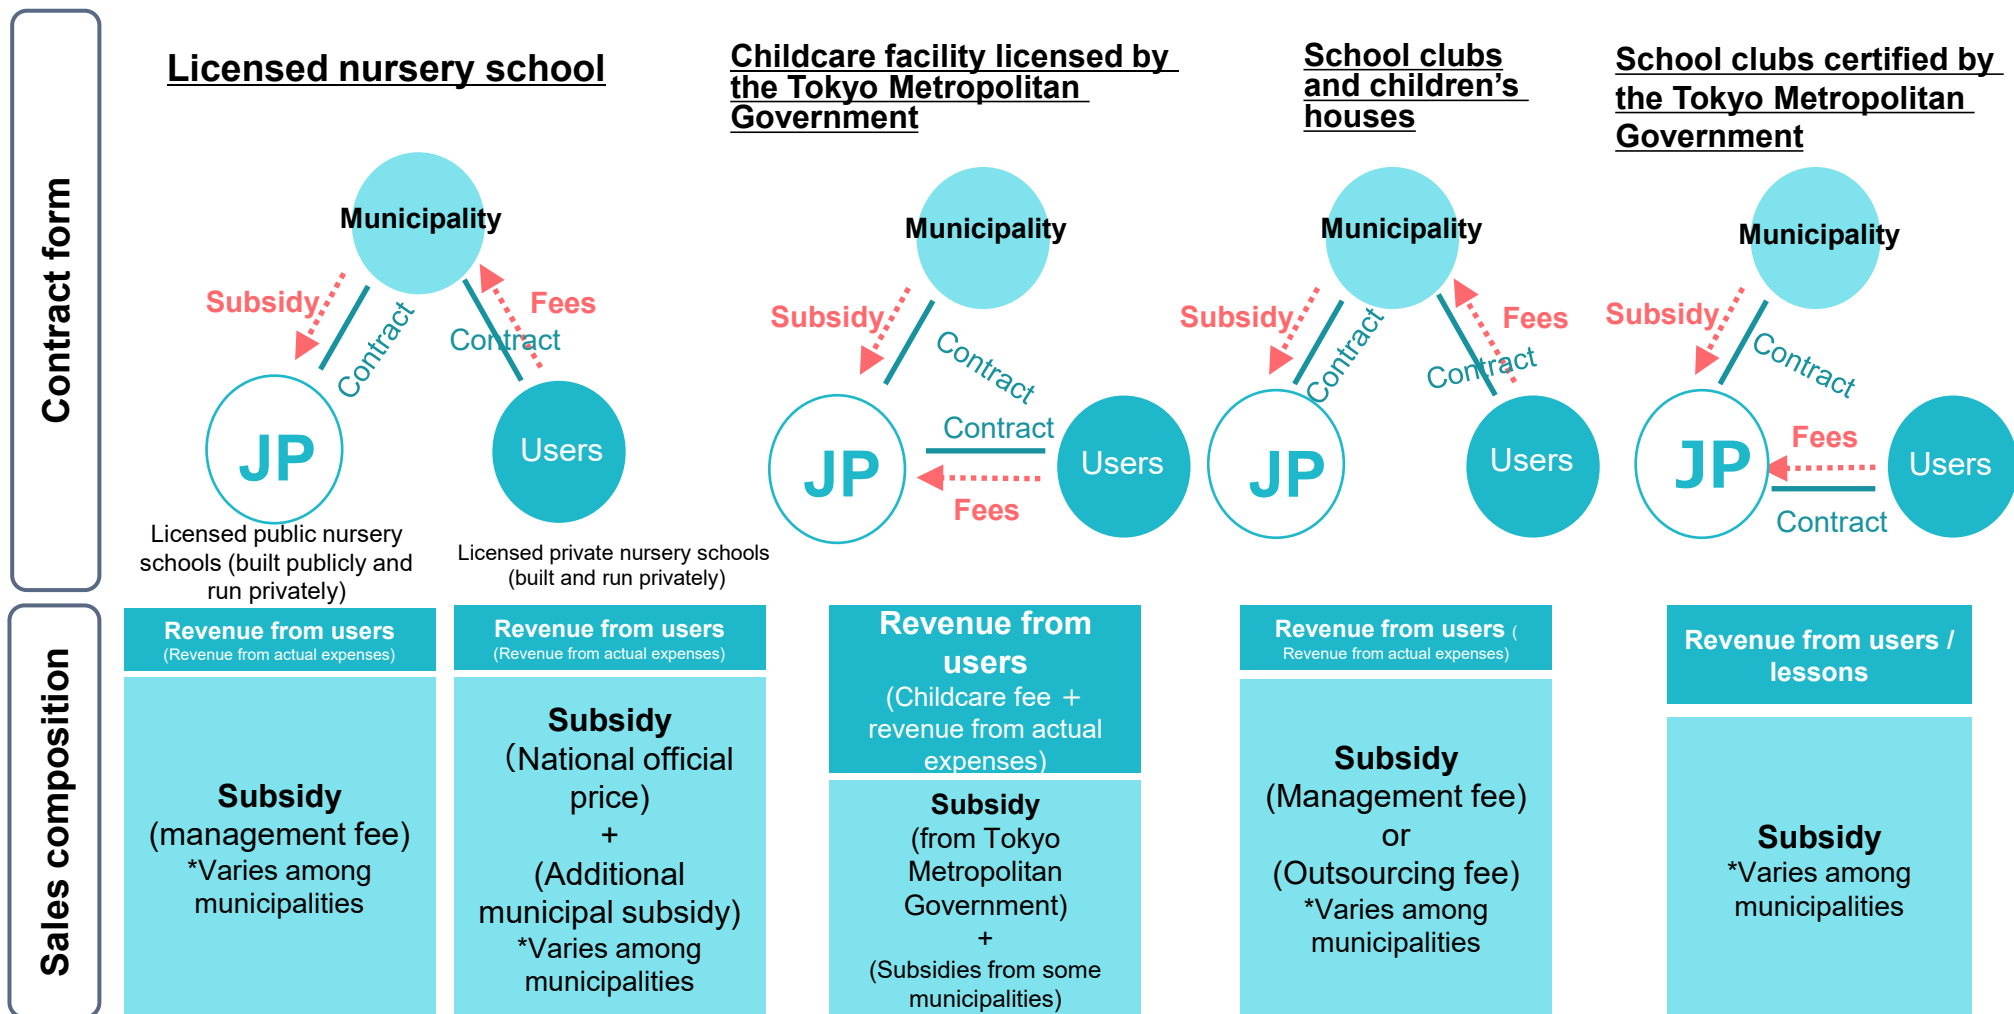 Contract form
Licensed nursery school
Municipality
Subsidy
Contract
Fees
Contract
JP
Users
Licensed public nursery
schools (built publicly and
run privately)
Licensed private nursery schools
(built and run privately)
Childcare facility licensed by
the Tokyo Metropolitan
Government
Municipality
Subsidy
Contract
Contract
JP
Users
Fees
School clubs
and children's
houses
Municipality
Subsidy
Contract
Fees
Contract
JP
Users
School clubs certified by
the Tokyo Metropolitan
Government
Municipality
Subsidy
Contract
Fees
JP
Users
Contract
Sales composition
Revenue from users
(Revenue from actual expenses)
Subsidy
(management fee)
*Varies among
municipalities
Revenue from users
(Revenue from actual expenses)
Subsidy
（National official
price)
+
(Additional
municipal subsidy)
*Varies among
municipalities
Revenue from
users
(Childcare fee ＋
revenue from actual
expenses)
Subsidy
(from Tokyo
Metropolitan
Government)
+
(Subsidies from some
municipalities)
Revenue from users (
Revenue from actual expenses)
Subsidy
(Management fee)
or
(Outsourcing fee)
*Varies among
municipalities
Revenue from users /
lessons
Subsidy
*Varies among
municipalities